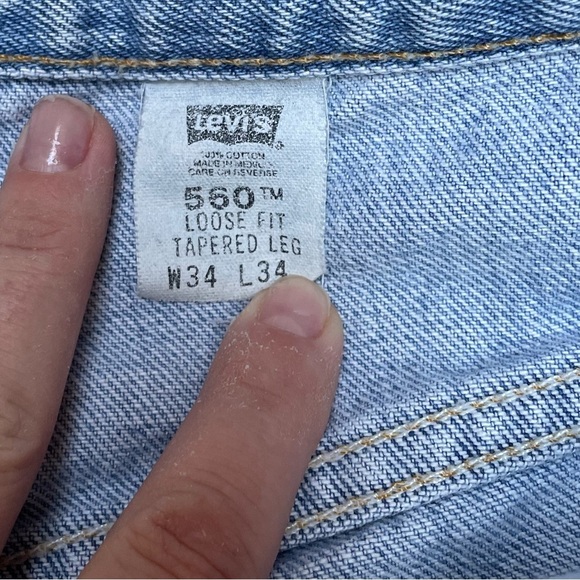 Levi's
100% COTTON
MADE IN MEXICO
CARE ON REVERSE
560™
LOOSE FIT
TAPERED LEG
W34 L34